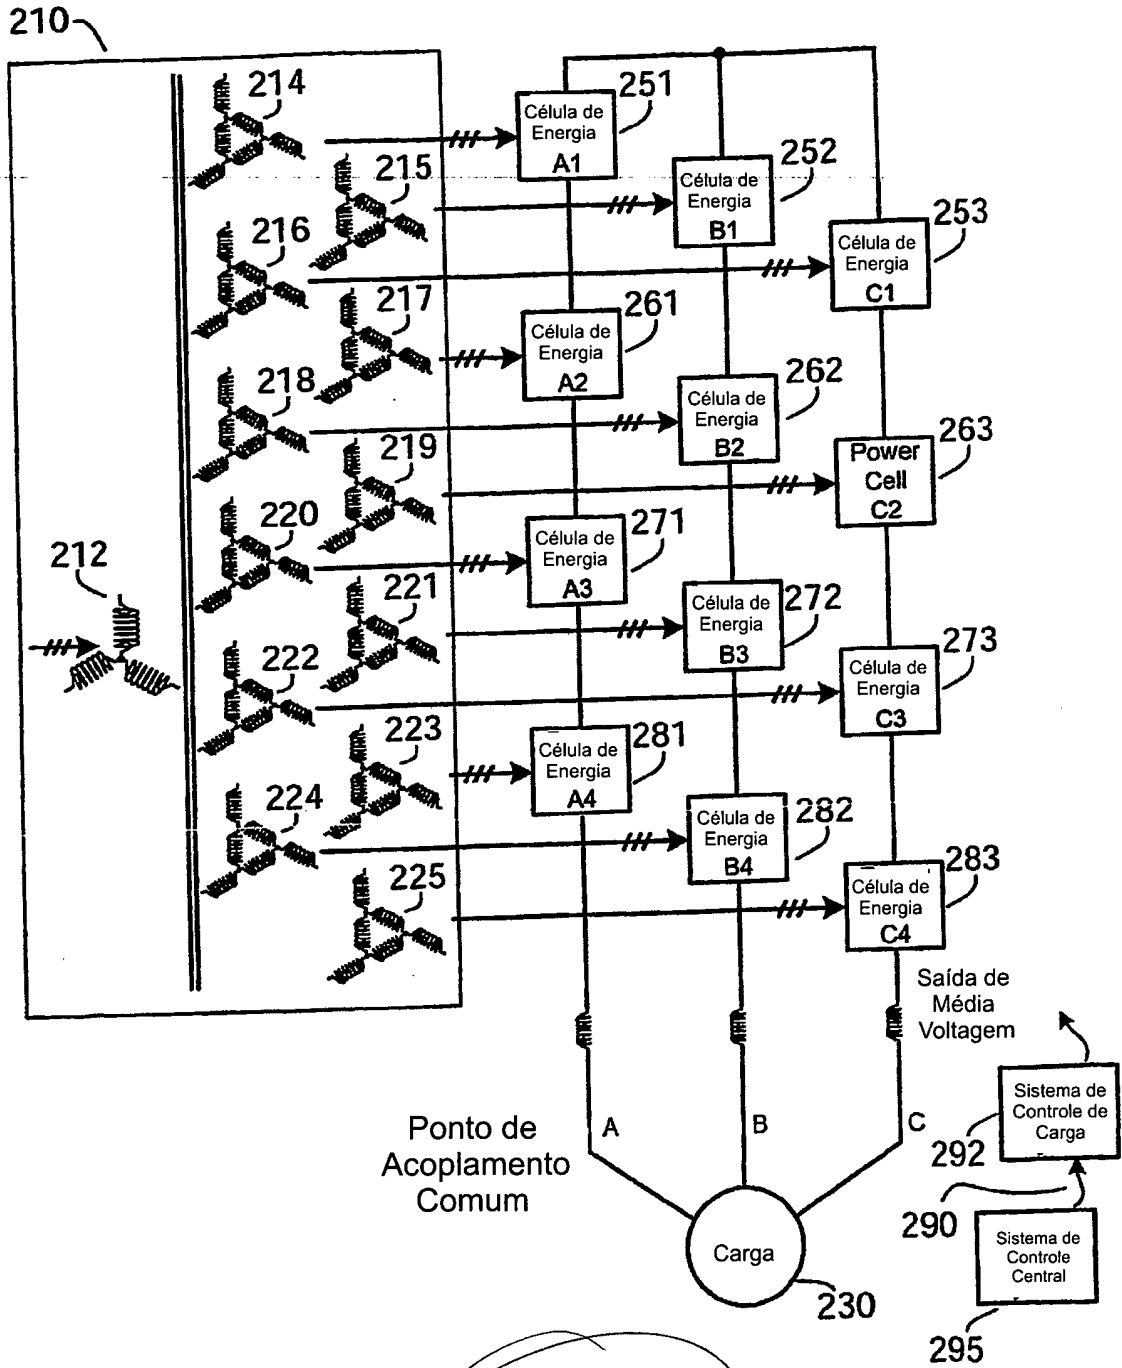 210
214
251
Célula de
Energia
A1
215
252
Célula de
Energia
B1
216
253
Célula de
Energia
C1
217
261
Célula de
Energia
A2
218
262
Célula de
Energia
B2
219
263
Power
Cell
C2
220
271
Célula de
Energia
A3
212
221
272
Célula de
Energia
B3
222
273
Célula de
Energia
C3
223
281
Célula de
Energia
A4
224
282
Célula de
Energia
B4
225
283
Célula de
Energia
C4
Saída de
Média
Voltagem
A
B
C
Ponto de
Acoplamento
Comum
Sistema de
Controle de
Carga
292
290
Sistema de
Controle
Central
295
Carga
230